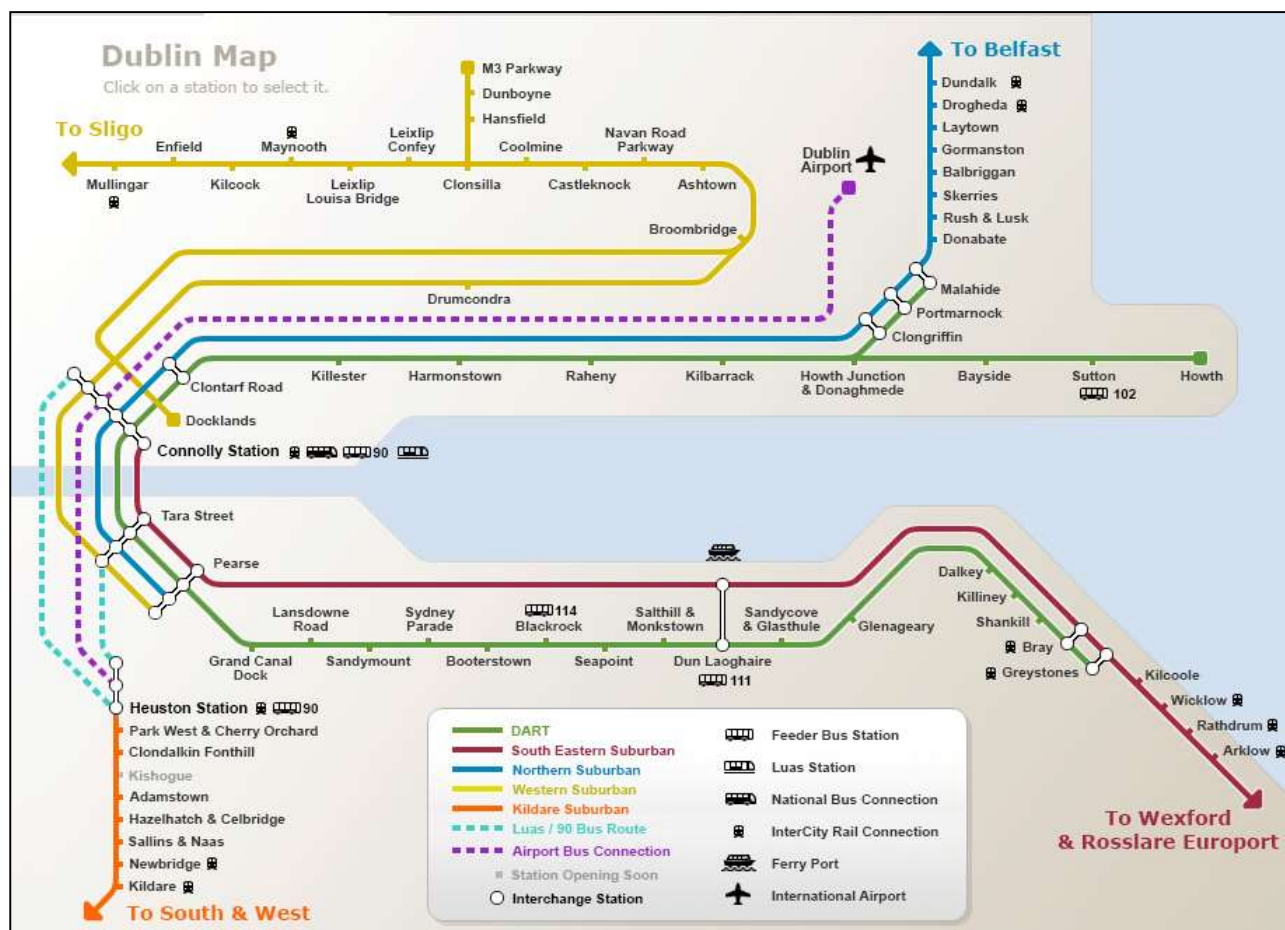 Dublin Map
Click on a station to select it.
To Belfast
Dundalk
Drogheda
Laytown
Gormanston
Balbriggan
Skerries
Rush & Lusk
Donabate
Malahide
Portmarnock
Clongriffin
M3 Parkway
Dunboyne
Hansfield
To Sligo
Enfield
Maynooth
Leixlip
Confey
Coolmine
Navan Road
Parkway
Mullingar
Kilcock
Leixlip
Louisa Bridge
Clonsilla
Castleknock
Ashtown
Dublin
Airport
Broombridge
Drumcondra
Clontarf Road
Killester
Harmonstown
Raheny
Kilbarrack
Howth Junction
& Donaghmede
Bayside
Sutton
102
Howth
Docklands
Connolly Station
90
Tara Street
Pearse
Lansdowne
Road
Sydney
Parade
114
Blackrock
Salthill &
Monkstown
Sandycove
& Glasthule
Glenageary
Dalkey
Killiney
Shankill
Bray
Greystones
Grand Canal
Dock
Sandymount
Booterstown
Seapoint
Dun Laoghaire
111
Kilcoole
Wicklow
Rathdrum
Arklow
To Wexford
& Rosslare Europort
Heuston Station
90
Park West & Cherry Orchard
Clondalkin Fonthill
Kishogue
Adamstown
Hazelhatch & Celbridge
Sallins & Naas
Newbridge
Kildare
To South & West
DART
South Eastern Suburban
Northern Suburban
Western Suburban
Kildare Suburban
Luas / 90 Bus Route
Airport Bus Connection
Station Opening Soon
Interchange Station
Feeder Bus Station
Luas Station
National Bus Connection
InterCity Rail Connection
Ferry Port
International Airport